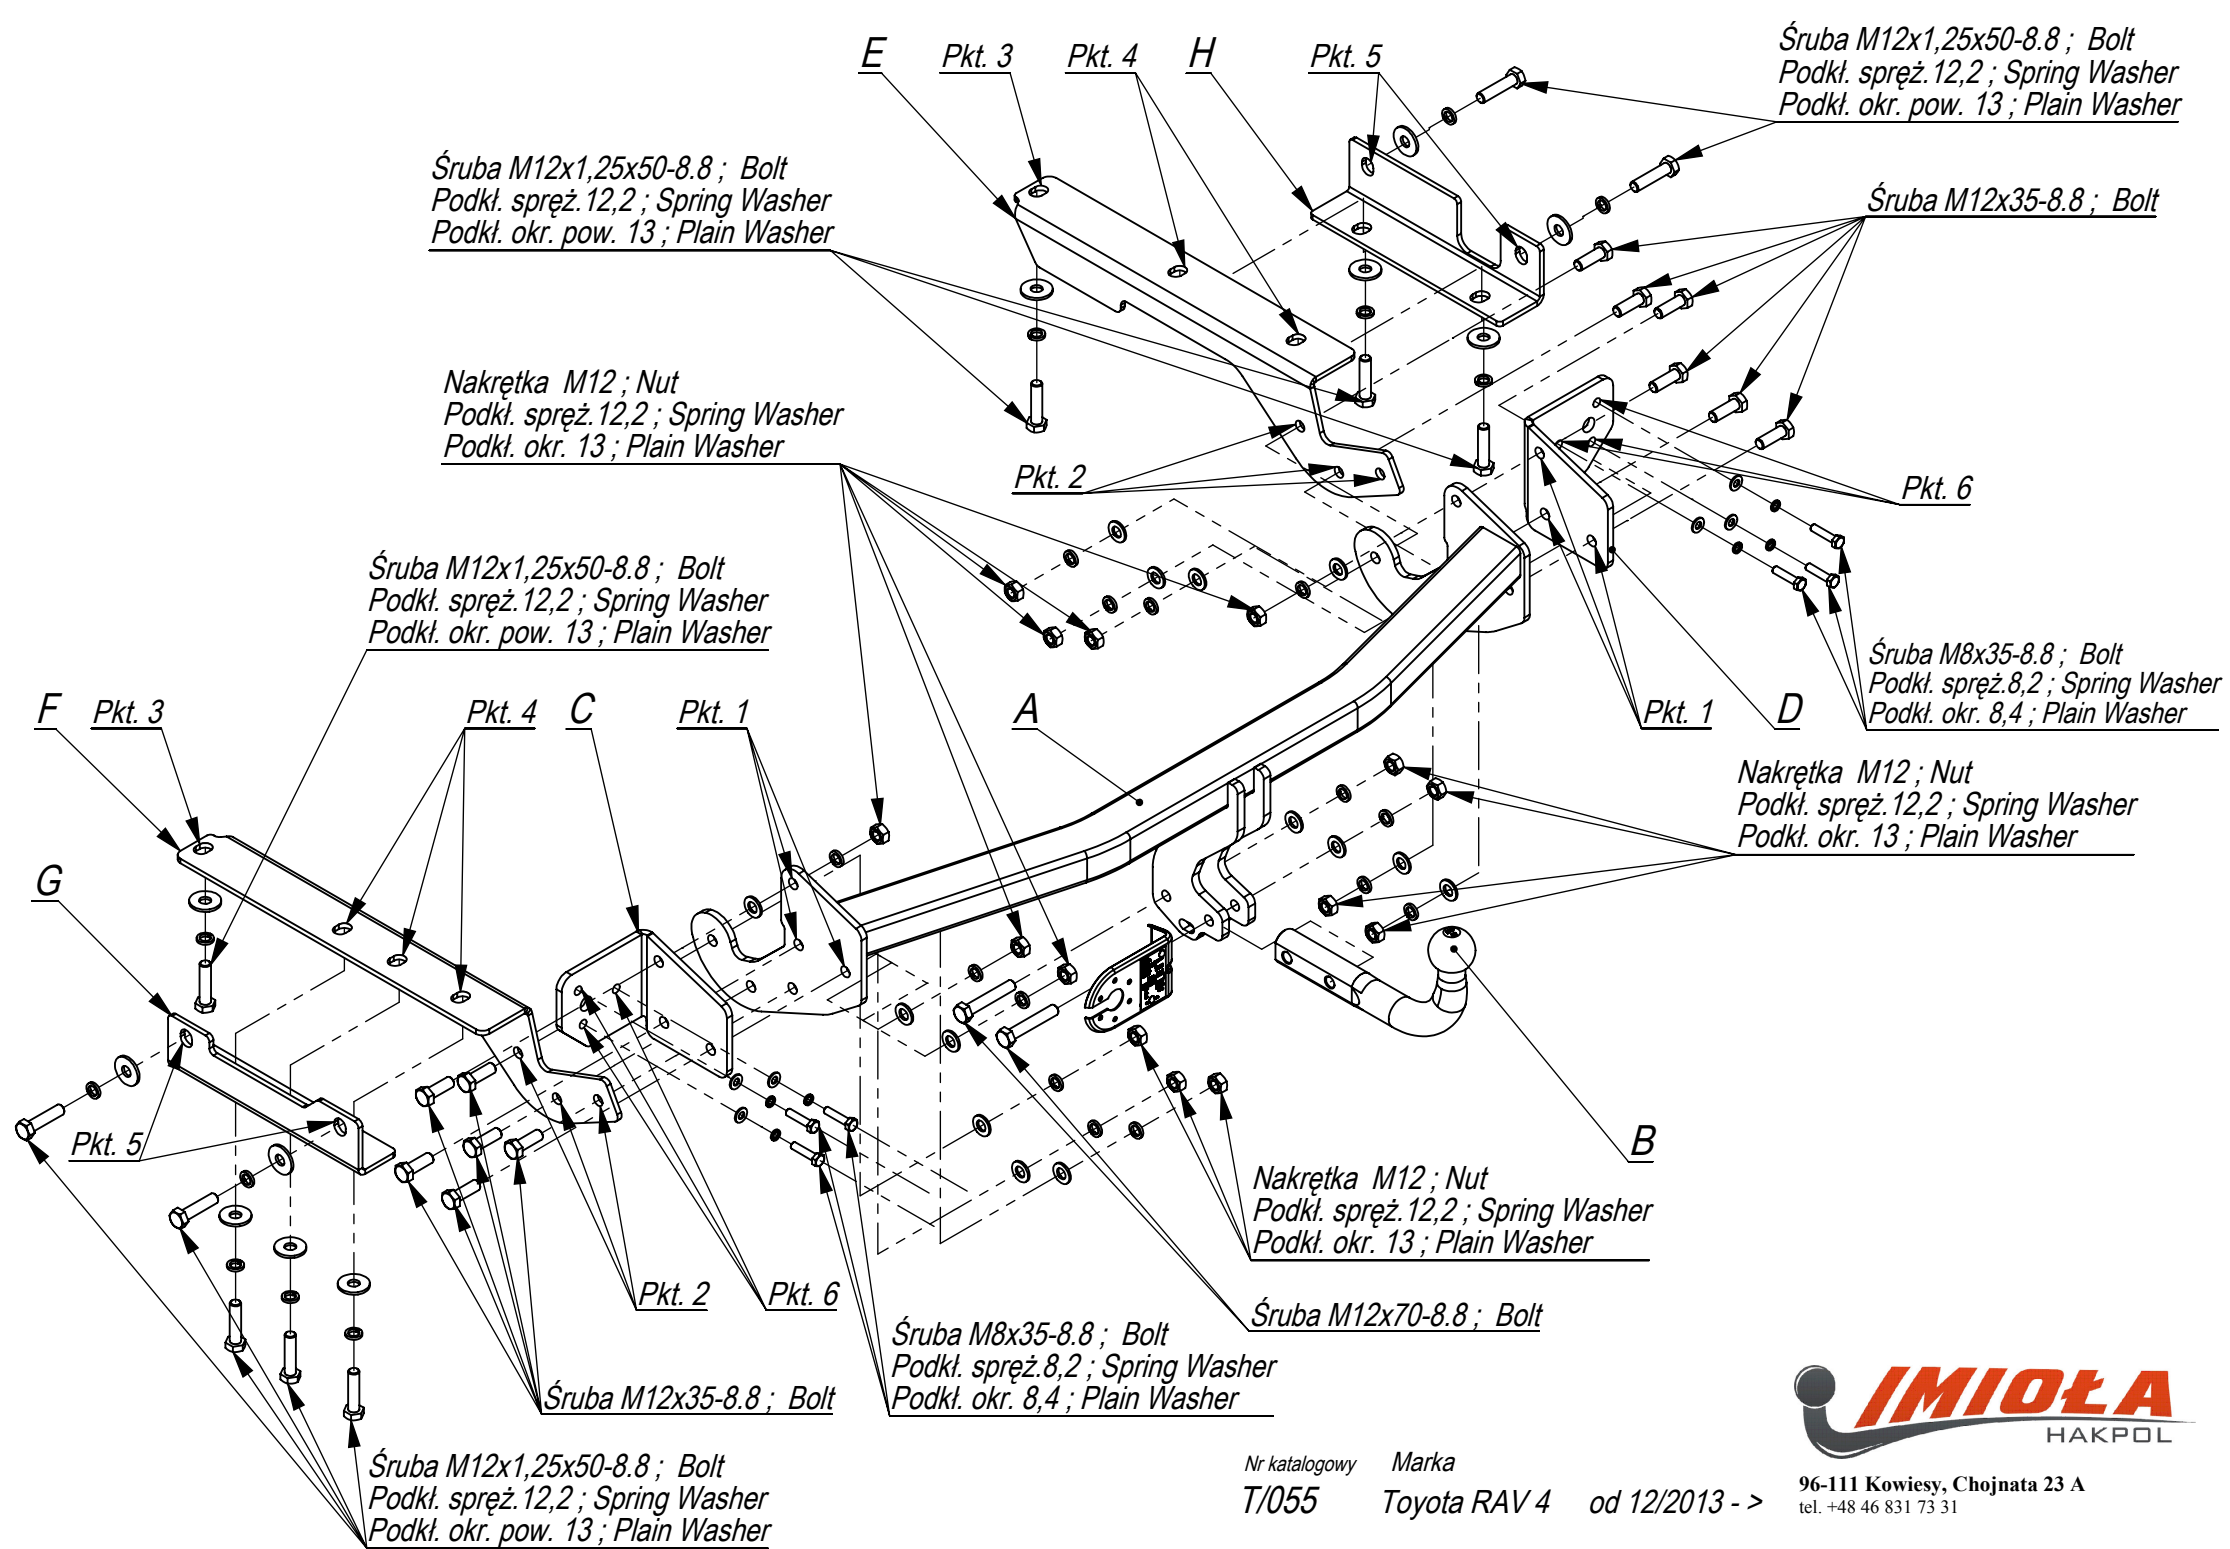 E
Pkt. 3
Pkt. 4
H
Pkt. 5
Śruba M12x1,25x50-8.8 ; Bolt
Podkł. spręż.12,2 ; Spring Washer
Podkł. okr. pow. 13 ; Plain Washer
Śruba M12x1,25x50-8.8 ; Bolt
Podkł. spręż.12,2 ; Spring Washer
Podkł. okr. pow. 13 ; Plain Washer
Śruba M12x35-8.8 ; Bolt
Nakrętka M12 ; Nut
Podkł. spręż.12,2 ; Spring Washer
Podkł. okr. 13 ; Plain Washer
Pkt. 2
Pkt. 6
Śruba M12x1,25x50-8.8 ; Bolt
Podkł. spręż.12,2 ; Spring Washer
Podkł. okr. pow. 13 ; Plain Washer
Śruba M8x35-8.8 ; Bolt
Podkł. spręż.8,2 ; Spring Washer
Podkł. okr. 8,4 ; Plain Washer
F
Pkt. 3
Pkt. 4
C
Pkt. 1
A
Pkt. 1
D
Nakrętka M12 ; Nut
Podkł. spręż.12,2 ; Spring Washer
Podkł. okr. 13 ; Plain Washer
G
Pkt. 5
B
Nakrętka M12 ; Nut
Podkł. spręż.12,2 ; Spring Washer
Podkł. okr. 13 ; Plain Washer
Pkt. 2
Pkt. 6
Śruba M12x70-8.8 ; Bolt
Śruba M8x35-8.8 ; Bolt
Podkł. spręż.8,2 ; Spring Washer
Podkł. okr. 8,4 ; Plain Washer
Śruba M12x35-8.8 ; Bolt
Śruba M12x1,25x50-8.8 ; Bolt
Podkł. spręż.12,2 ; Spring Washer
Podkł. okr. pow. 13 ; Plain Washer
Nr katalogowy Marka
T/055 Toyota RAV 4 od 12/2013 - >
IMIOŁA
HAKPOL
96-111 Kowiesy, Chojnata 23 A
tel. +48 46 831 73 31